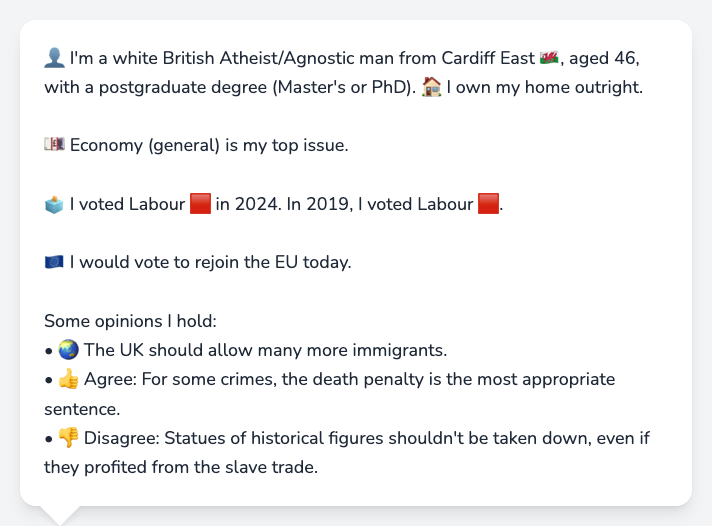 👤 I'm a white British Atheist/Agnostic man from Cardiff East 🏴󠁧󠁢󠁷󠁬󠁳󠁿, aged 46,
with a postgraduate degree (Master's or PhD). 🏠 I own my home outright.
💷 Economy (general) is my top issue.
🗳️ I voted Labour 🟥 in 2024. In 2019, I voted Labour 🟥.
🇪🇺 I would vote to rejoin the EU today.
Some opinions I hold:
• 🌏 The UK should allow many more immigrants.
• 👍 Agree: For some crimes, the death penalty is the most appropriate
sentence.
• 👎 Disagree: Statues of historical figures shouldn't be taken down, even if
they profited from the slave trade.